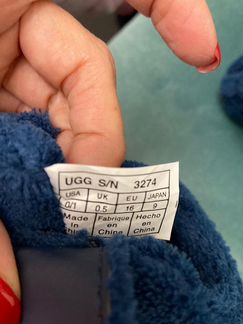 UGG S/N 3274
USA UK EU JAPAN
0/1 0.5 16 9
Made Fabriqué Hecho
in en en
China Chine China